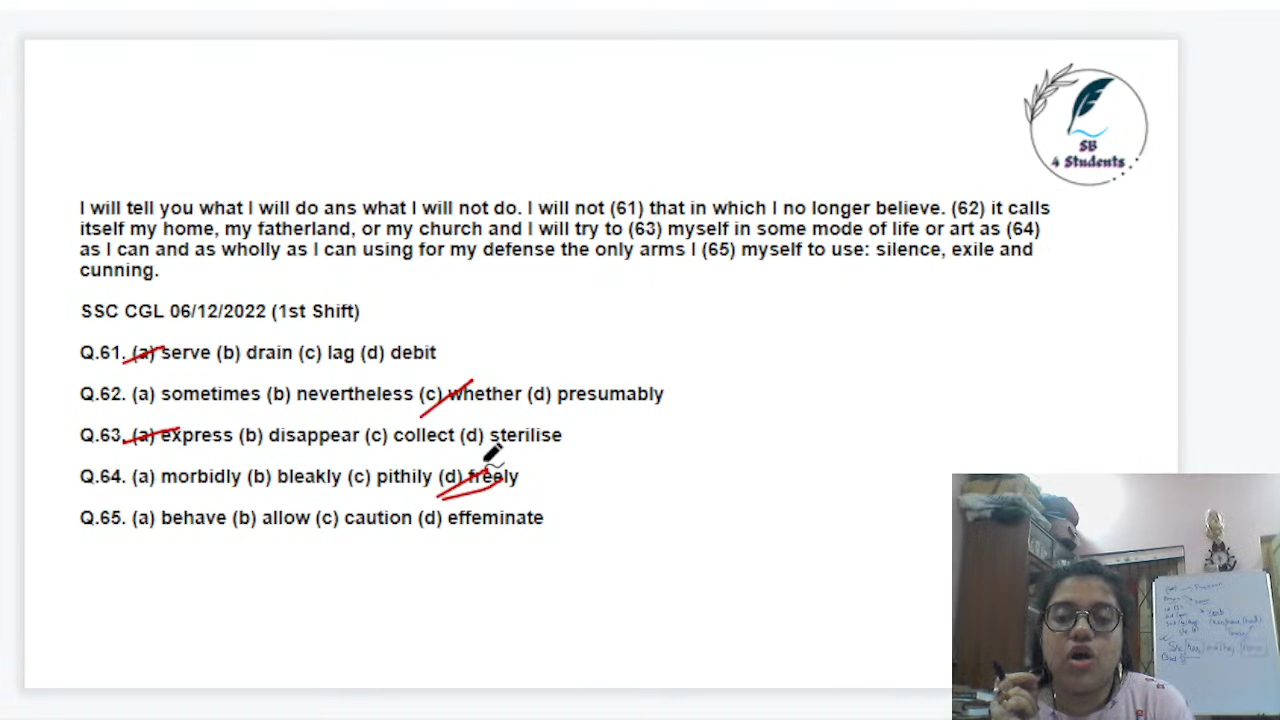 SB
4 Students
I will tell you what I will do ans what I will not do. I will not (61) that in which I no longer believe. (62) it calls
itself my home, my fatherland, or my church and I will try to (63) myself in some mode of life or art as (64)
as I can and as wholly as I can using for my defense the only arms I (65) myself to use: silence, exile and
cunning.
SSC CGL 06/12/2022 (1st Shift)
Q.61. (a) serve (b) drain (c) lag (d) debit
Q.62. (a) sometimes (b) nevertheless (c) whether (d) presumably
Q.63. (a) express (b) disappear (c) collect (d) sterilise
Q.64. (a) morbidly (b) bleakly (c) pithily (d) freely
Q.65. (a) behave (b) allow (c) caution (d) effeminate